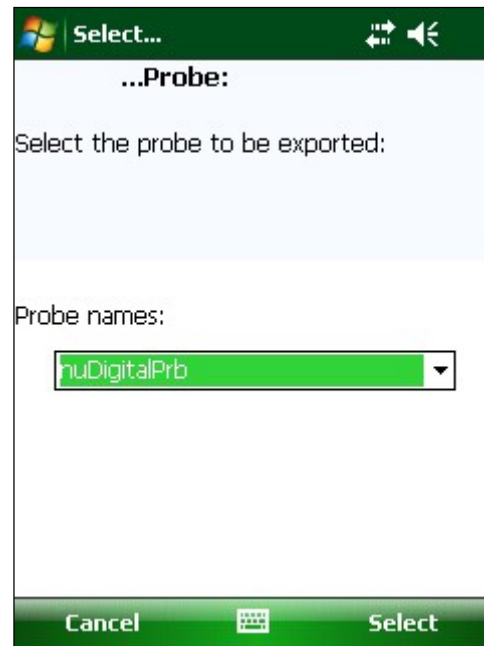 Select...
...Probe:
Select the probe to be exported:
Probe names:
nuDigitalPrb
Cancel Select